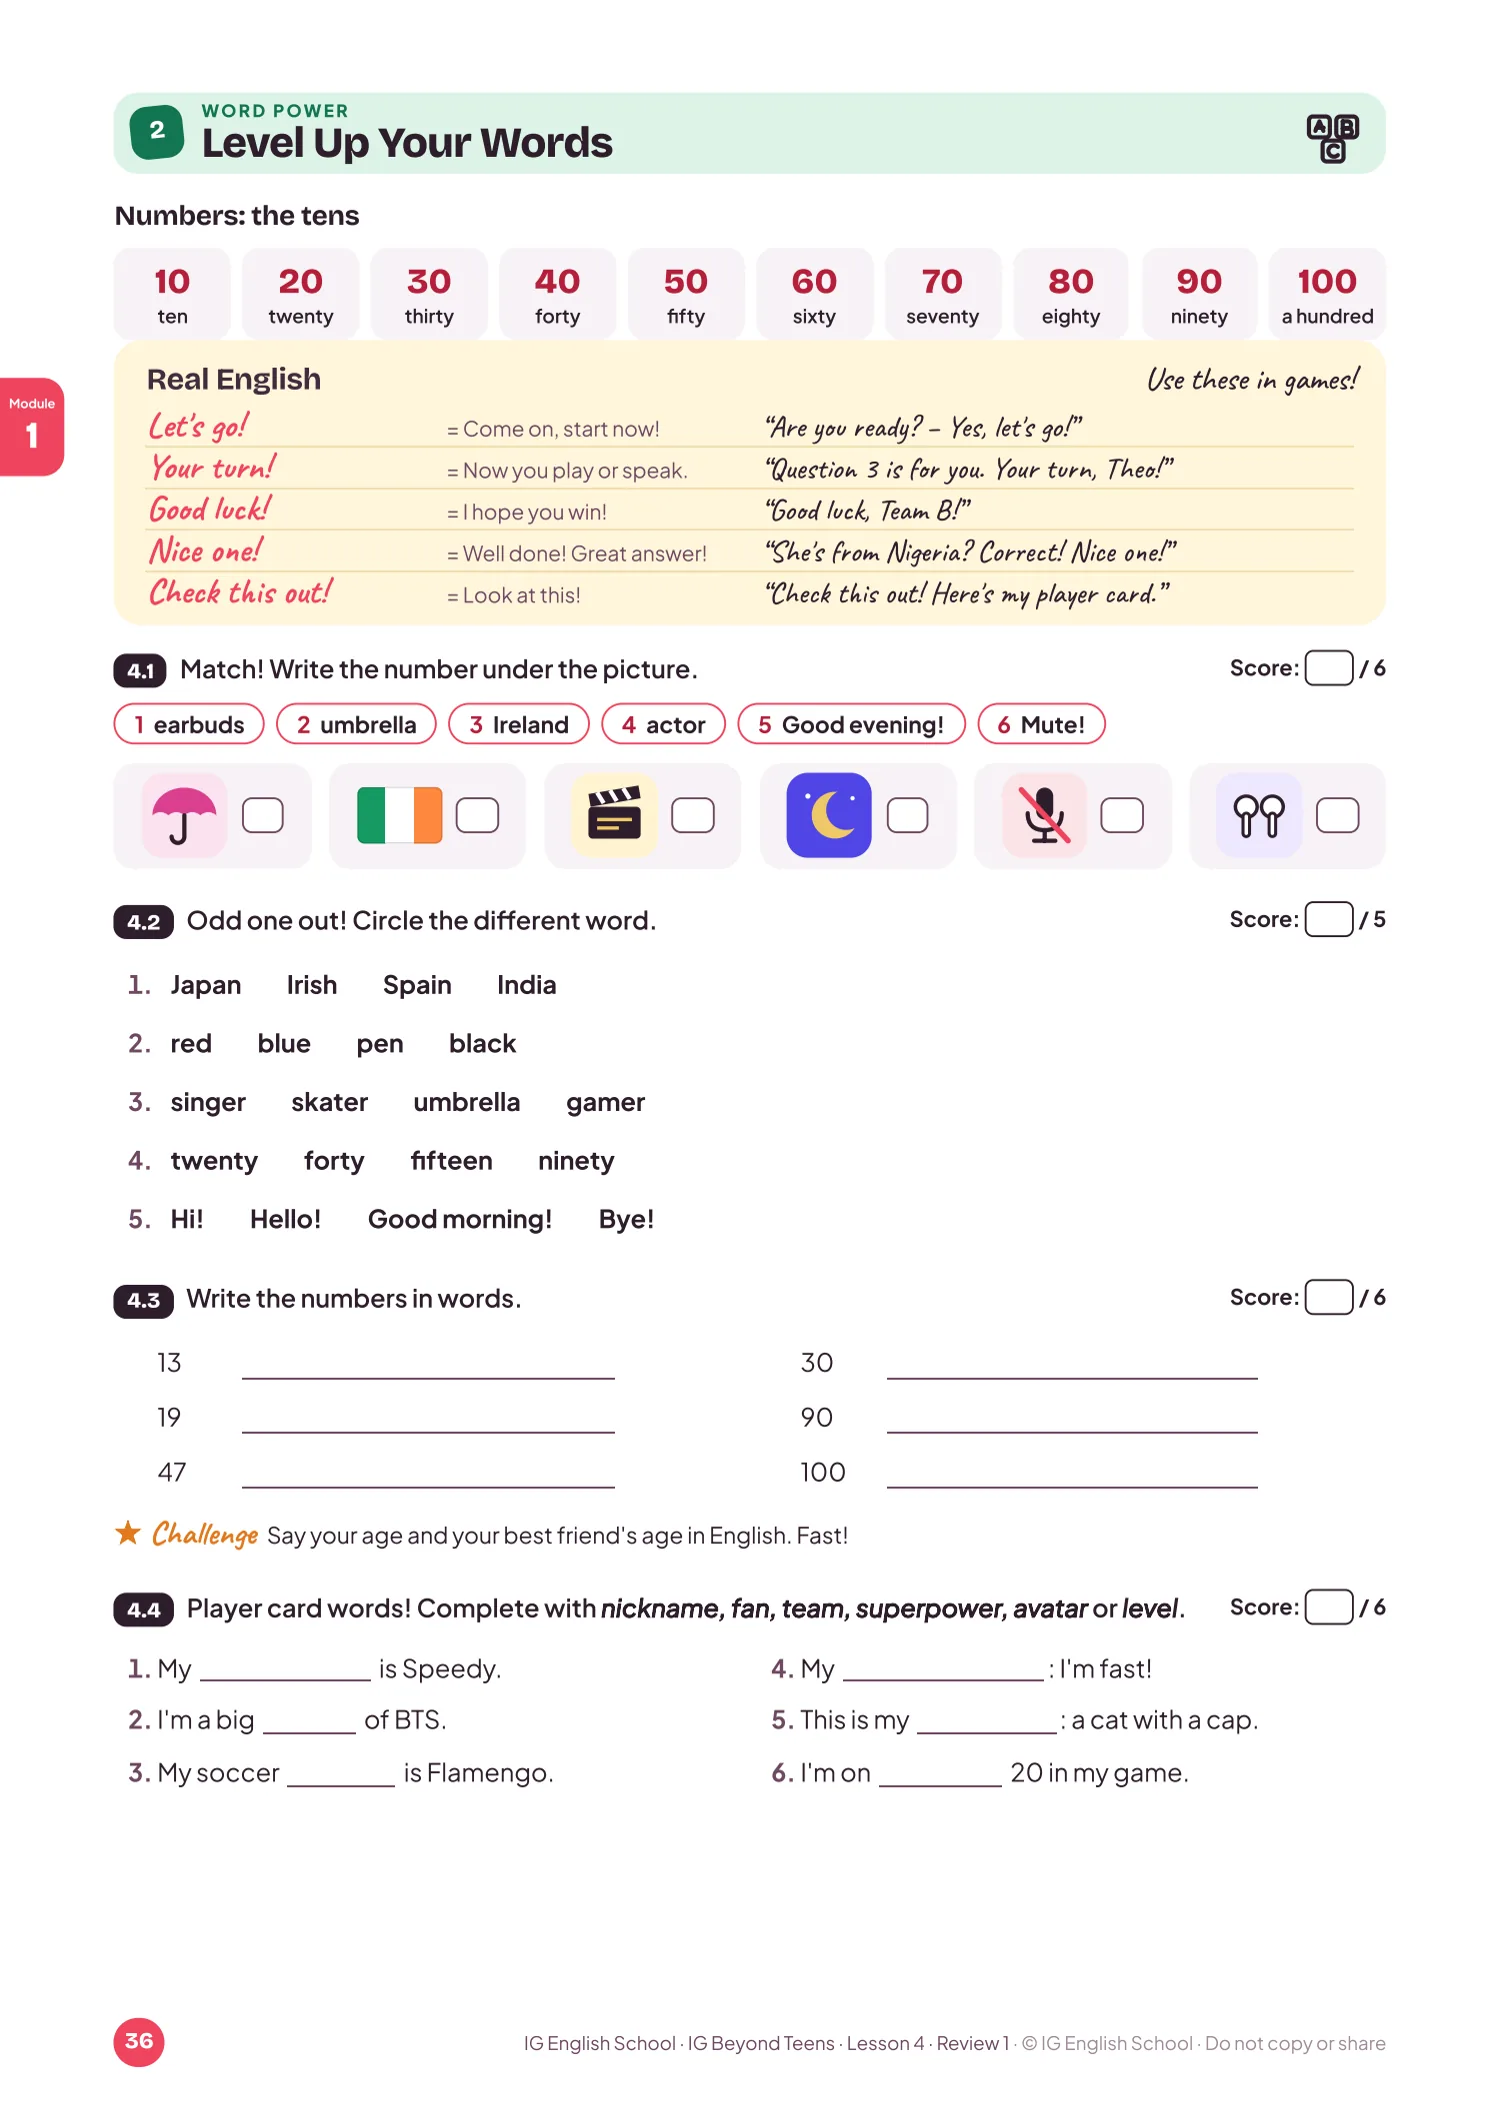 2
WORD POWER
Level Up Your Words
A B C
Numbers: the tens
10 20 30 40 50 60 70 80 90 100
ten twenty thirty forty fifty sixty seventy eighty ninety a hundred
Module
1
Real English Use these in games!
Let's go! = Come on, start now! “Are you ready? – Yes, let's go!”
Your turn! = Now you play or speak. “Question 3 is for you. Your turn, Theo!”
Good luck! = I hope you win! “Good luck, Team B!”
Nice one! = Well done! Great answer! “She's from Nigeria? Correct! Nice one!”
Check this out! = Look at this! “Check this out! Here's my player card.”
4.1 Match! Write the number under the picture. Score: / 6
1 earbuds 2 umbrella 3 Ireland 4 actor 5 Good evening! 6 Mute!
4.2 Odd one out! Circle the different word. Score: / 5
1. Japan Irish Spain India
2. red blue pen black
3. singer skater umbrella gamer
4. twenty forty fifteen ninety
5. Hi! Hello! Good morning! Bye!
4.3 Write the numbers in words. Score: / 6
13 30
19 90
47 100
Challenge Say your age and your best friend's age in English. Fast!
4.4 Player card words! Complete with nickname, fan, team, superpower, avatar or level. Score: / 6
1. My ____ is Speedy. 4. My ____ : I'm fast!
2. I'm a big ____ of BTS. 5. This is my ____ : a cat with a cap.
3. My soccer ____ is Flamengo. 6. I'm on ____ 20 in my game.
36
IG English School · IG Beyond Teens · Lesson 4 · Review 1 · © IG English School · Do not copy or share